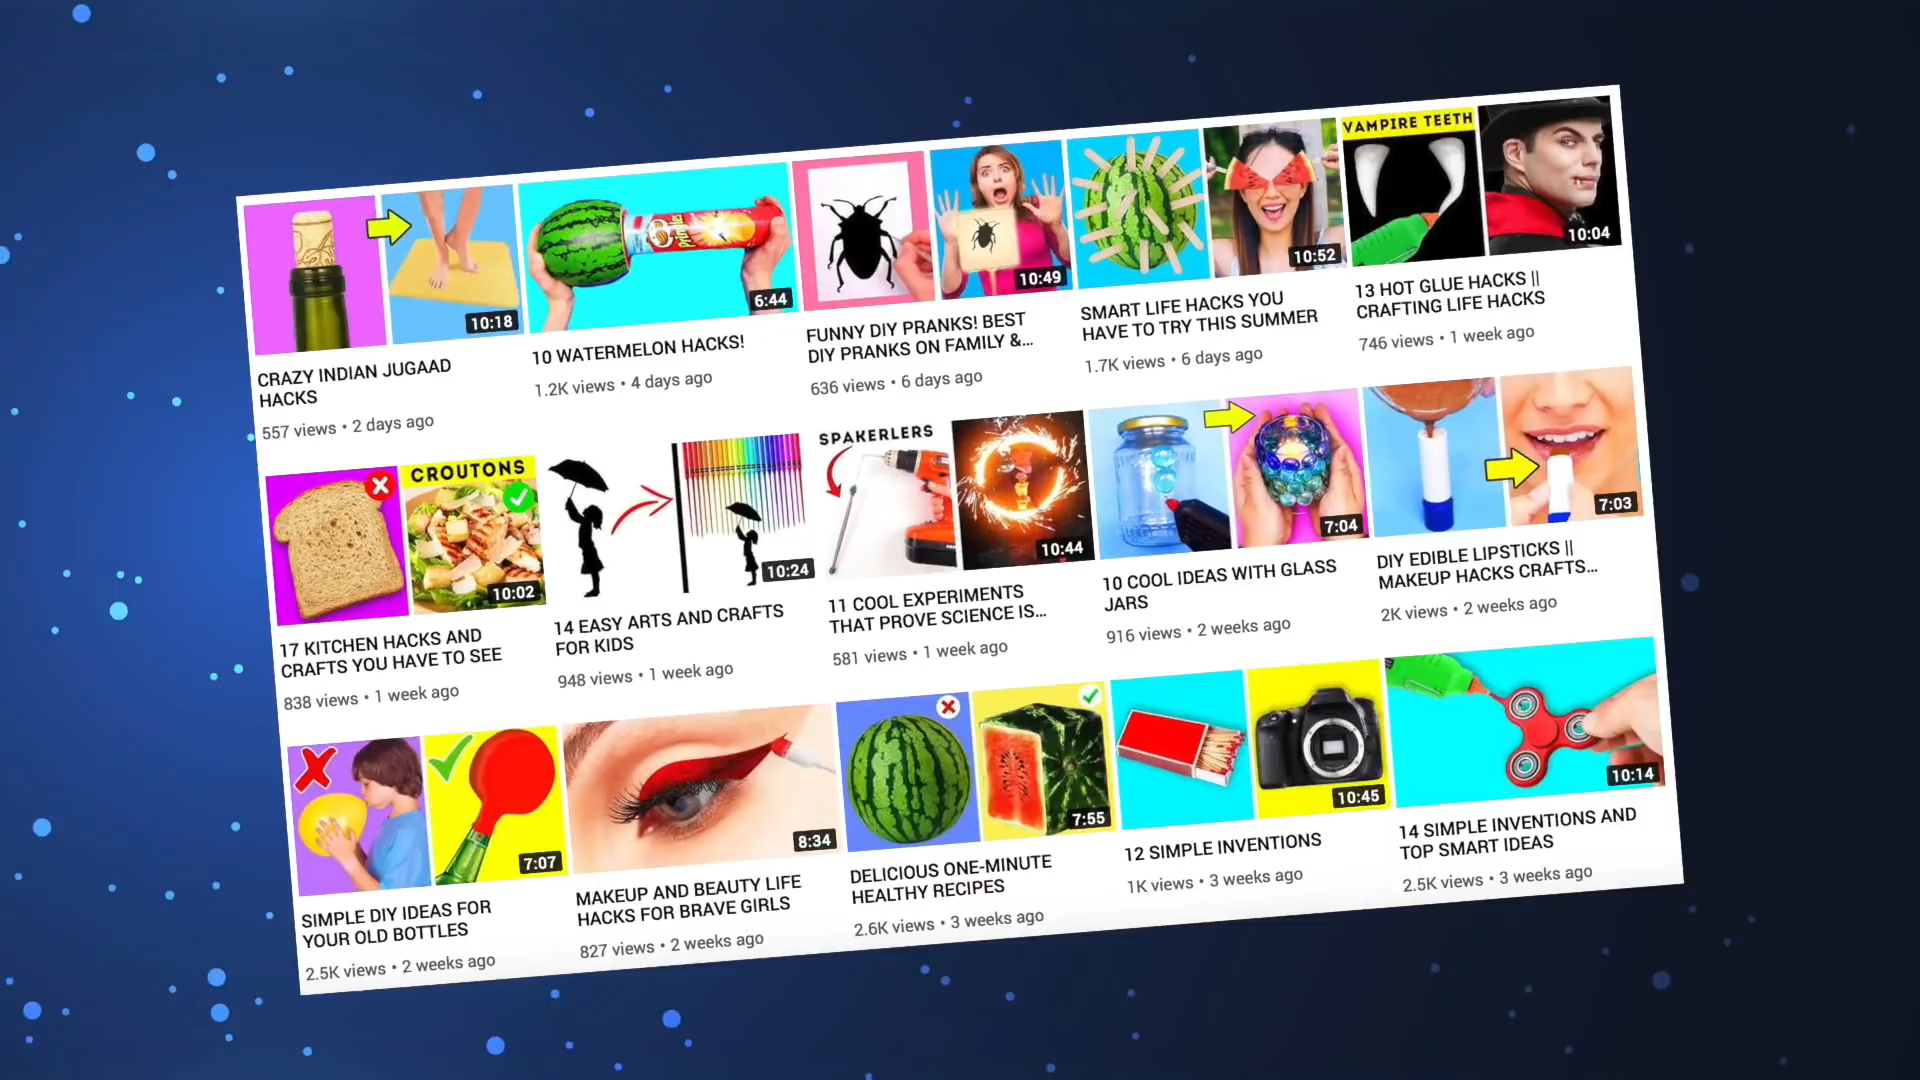 10:18
CRAZY INDIAN JUGAAD
HACKS
557 views • 2 days ago
Pringles
6:44
10 WATERMELON HACKS!
1.2K views • 4 days ago
10:49
FUNNY DIY PRANKS! BEST
DIY PRANKS ON FAMILY &...
636 views • 6 days ago
10:52
SMART LIFE HACKS YOU
HAVE TO TRY THIS SUMMER
1.7K views • 6 days ago
VAMPIRE TEETH
10:04
13 HOT GLUE HACKS ||
CRAFTING LIFE HACKS
746 views • 1 week ago
CROUTONS
10:02
17 KITCHEN HACKS AND
CRAFTS YOU HAVE TO SEE
838 views • 1 week ago
10:24
14 EASY ARTS AND CRAFTS
FOR KIDS
948 views • 1 week ago
SPAKERLERS
10:44
11 COOL EXPERIMENTS
THAT PROVE SCIENCE IS...
581 views • 1 week ago
7:04
10 COOL IDEAS WITH GLASS
JARS
916 views • 2 weeks ago
7:03
DIY EDIBLE LIPSTICKS ||
MAKEUP HACKS CRAFTS...
2K views • 2 weeks ago
7:07
SIMPLE DIY IDEAS FOR
YOUR OLD BOTTLES
2.5K views • 2 weeks ago
8:34
MAKEUP AND BEAUTY LIFE
HACKS FOR BRAVE GIRLS
827 views • 2 weeks ago
7:55
DELICIOUS ONE-MINUTE
HEALTHY RECIPES
2.6K views • 3 weeks ago
10:45
12 SIMPLE INVENTIONS
1K views • 3 weeks ago
10:14
14 SIMPLE INVENTIONS AND
TOP SMART IDEAS
2.5K views • 3 weeks ago